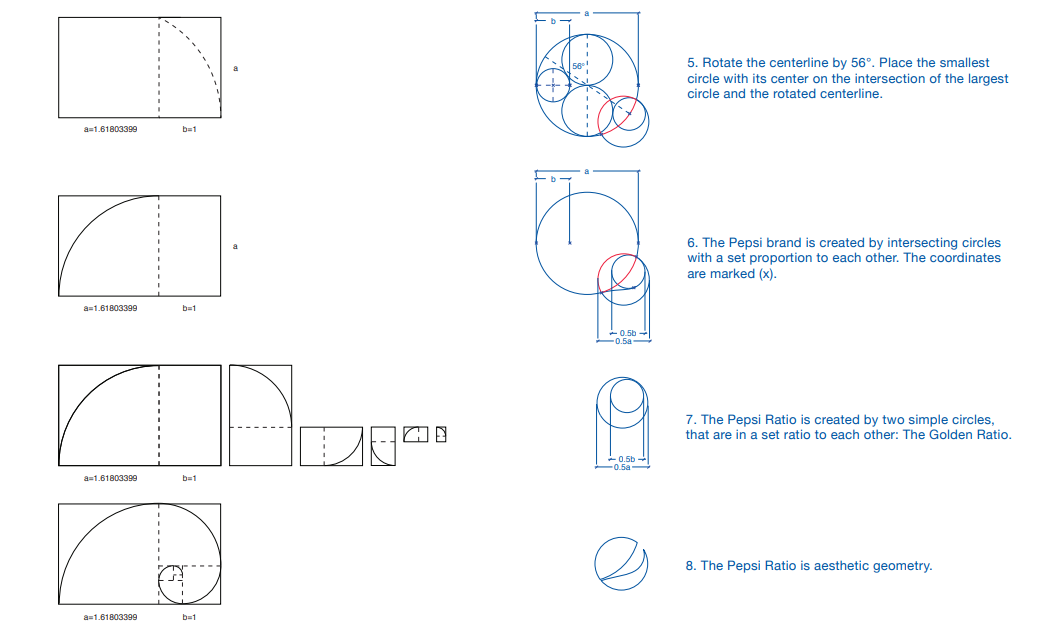 a
a=1.61803399 b=1
a
a=1.61803399 b=1
a=1.61803399 b=1
a=1.61803399 b=1
a
b
56°
5. Rotate the centerline by 56°. Place the smallest
circle with its center on the intersection of the largest
circle and the rotated centerline.
a
b
6. The Pepsi brand is created by intersecting circles
with a set proportion to each other. The coordinates
are marked (x).
0.5b
0.5a
7. The Pepsi Ratio is created by two simple circles,
that are in a set ratio to each other: The Golden Ratio.
0.5b
0.5a
8. The Pepsi Ratio is aesthetic geometry.